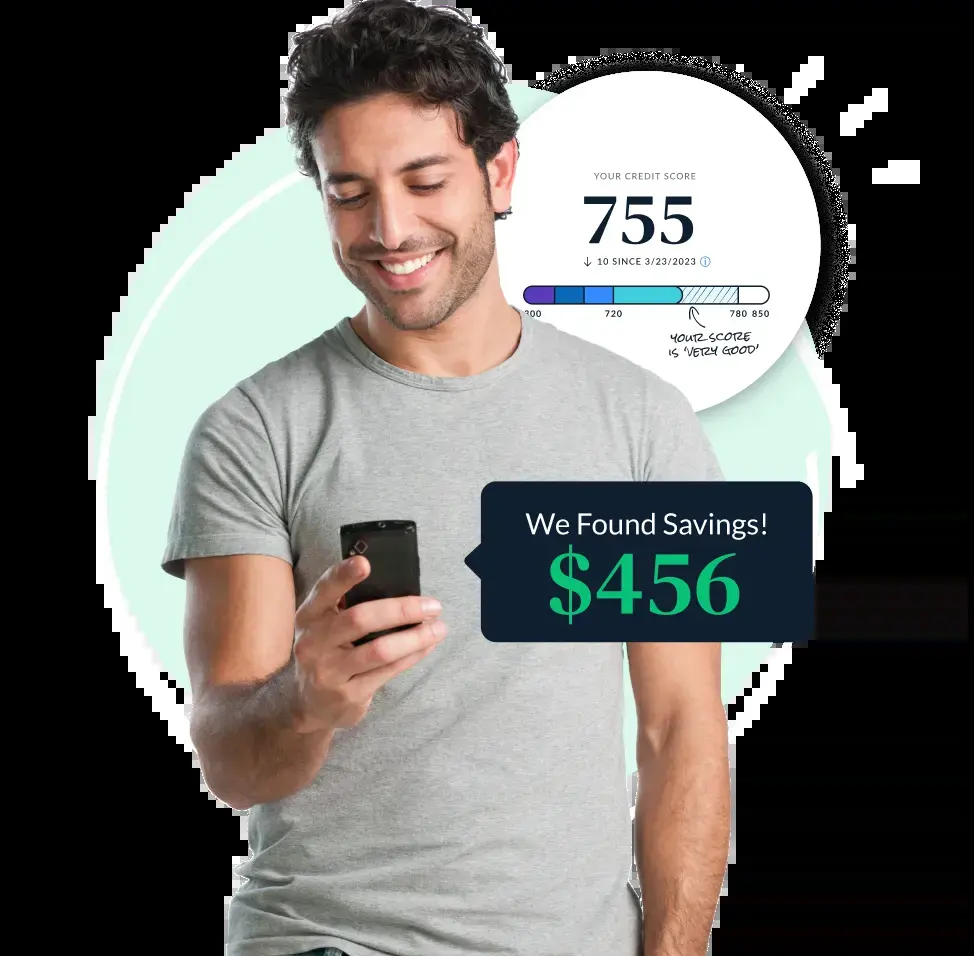 YOUR CREDIT SCORE
755
↓ 10 SINCE 3/23/2023 ⓘ
300 720 780 850
YOUR SCORE
IS 'VERY GOOD'
We Found Savings!
$456